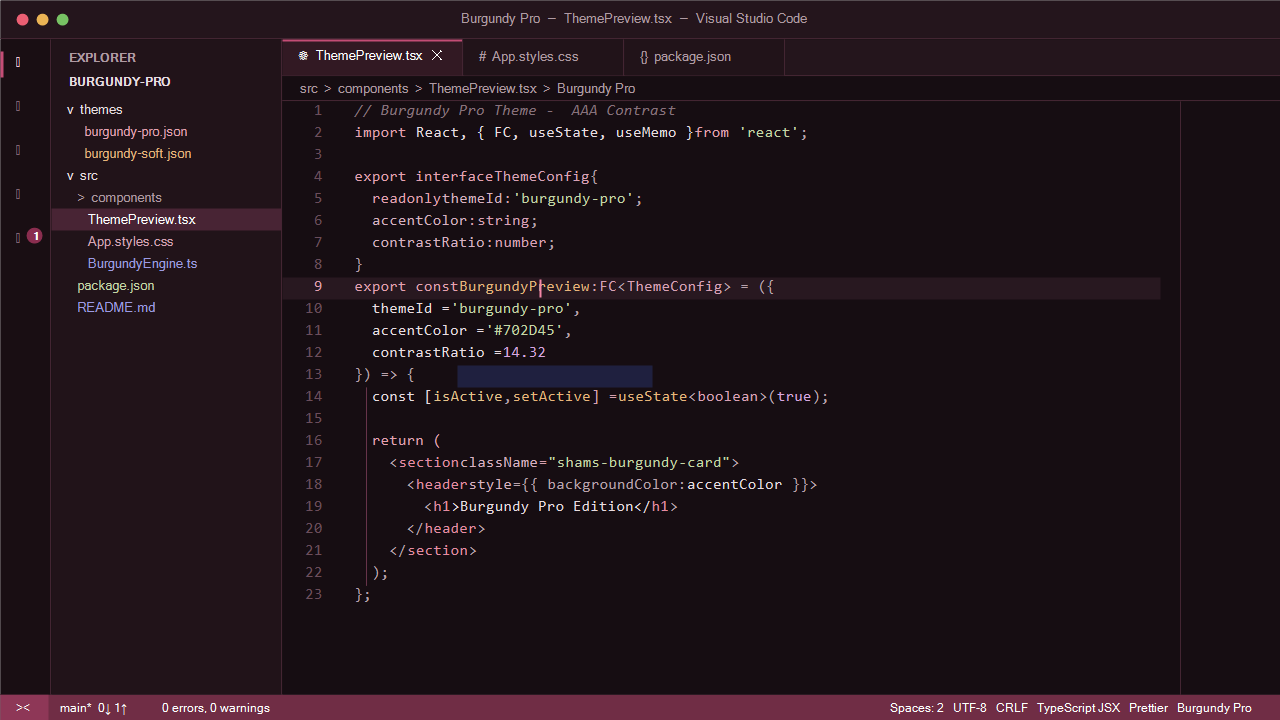 Burgundy Pro — ThemePreview.tsx — Visual Studio Code
EXPLORER
BURGUNDY-PRO
v themes
burgundy-pro.json
burgundy-soft.json
v src
> components
ThemePreview.tsx
App.styles.css
BurgundyEngine.ts
package.json
README.md
1
ThemePreview.tsx
# App.styles.css
{} package.json
src > components > ThemePreview.tsx > Burgundy Pro
1 // Burgundy Pro Theme -  AAA Contrast
2 import React, { FC, useState, useMemo }from 'react';
3
4 export interfaceThemeConfig{
5   readonlythemeId:'burgundy-pro';
6   accentColor:string;
7   contrastRatio:number;
8 }
9 export constBurgundyPreview:FC<ThemeConfig> = ({
10   themeId ='burgundy-pro',
11   accentColor ='#702D45',
12   contrastRatio =14.32
13 }) => {
14   const [isActive,setActive] =useState<boolean>(true);
15
16   return (
17     <sectionclassName="shams-burgundy-card">
18       <headerstyle={{ backgroundColor:accentColor }}>
19         <h1>Burgundy Pro Edition</h1>
20       </header>
21     </section>
22   );
23 };
>< main* 0↓ 1↑ 0 errors, 0 warnings Spaces: 2 UTF-8 CRLF TypeScript JSX Prettier Burgundy Pro